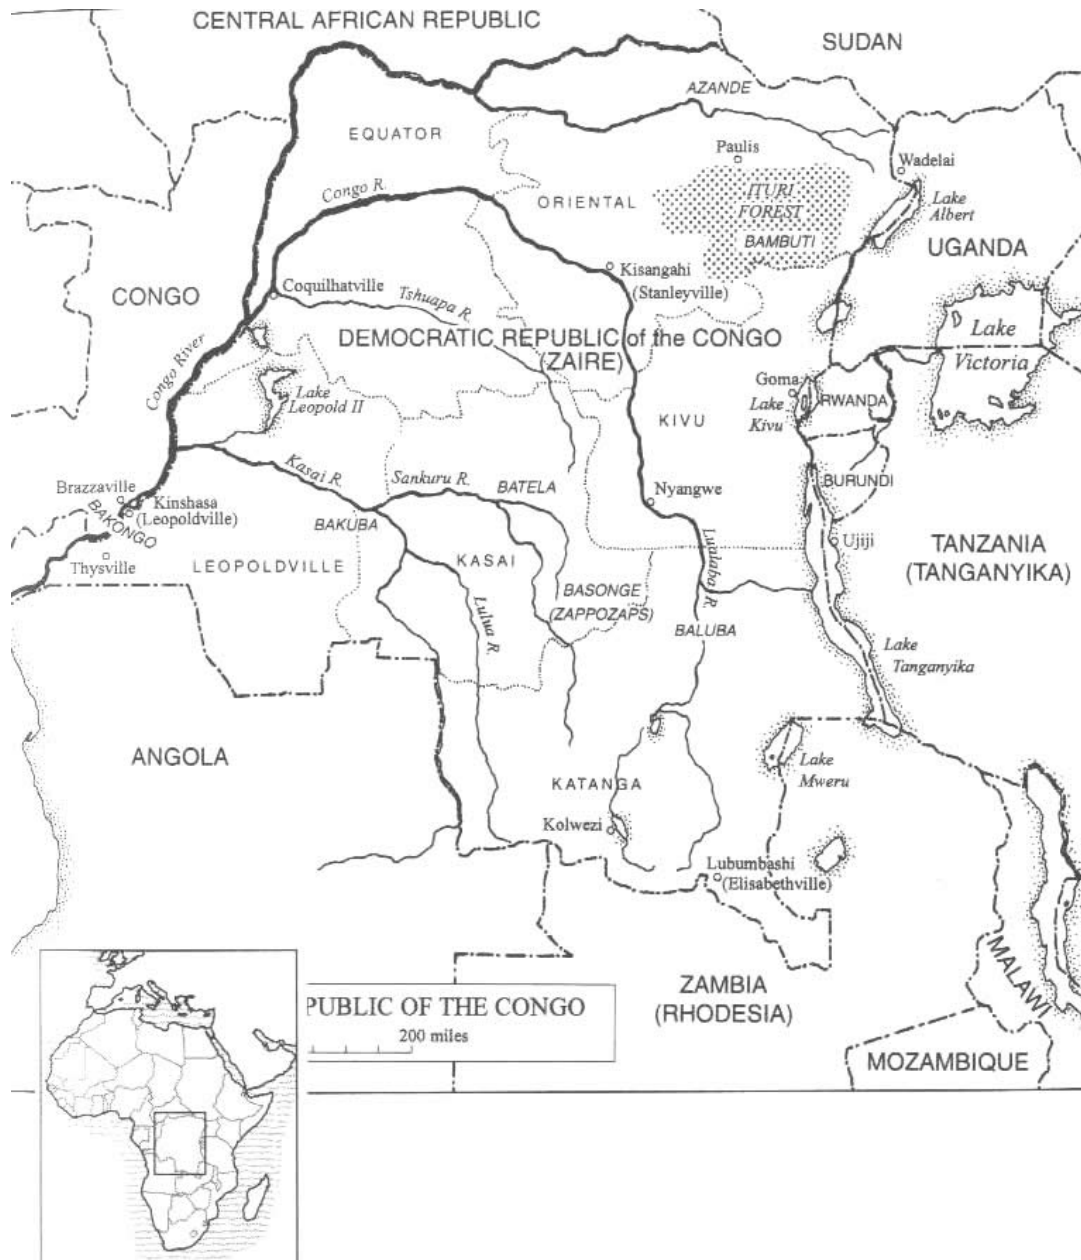 CENTRAL AFRICAN REPUBLIC
SUDAN
AZANDE
EQUATOR
Paulis
Wadelai
Congo R.
ORIENTAL
ITURI
FOREST
BAMBUTI
Lake
Albert
UGANDA
Kisangahi
(Stanleyville)
CONGO
Coquilhatville
Tshuapa R.
DEMOCRATIC REPUBLIC of the CONGO
(ZAIRE)
Lake
Victoria
Congo River
Lake
Leopold II
Goma
Lake
Kivu
RWANDA
KIVU
Kasai R.
Sankuru R.
BATELA
BURUNDI
Brazzaville
Kinshasa
(Leopoldville)
BAKONGO
Nyangwe
BAKUBA
Ujiji
TANZANIA
(TANGANYIKA)
Thysville
LEOPOLDVILLE
KASAI
Lualaba R.
BASONGE
(ZAPPOZAPS)
Lulua R.
BALUBA
Lake
Tanganyika
ANGOLA
Lake
Mweru
KATANGA
Kolwezi
Lubumbashi
(Elisabethville)
MALAWI
ZAMBIA
(RHODESIA)
PUBLIC OF THE CONGO
200 miles
MOZAMBIQUE